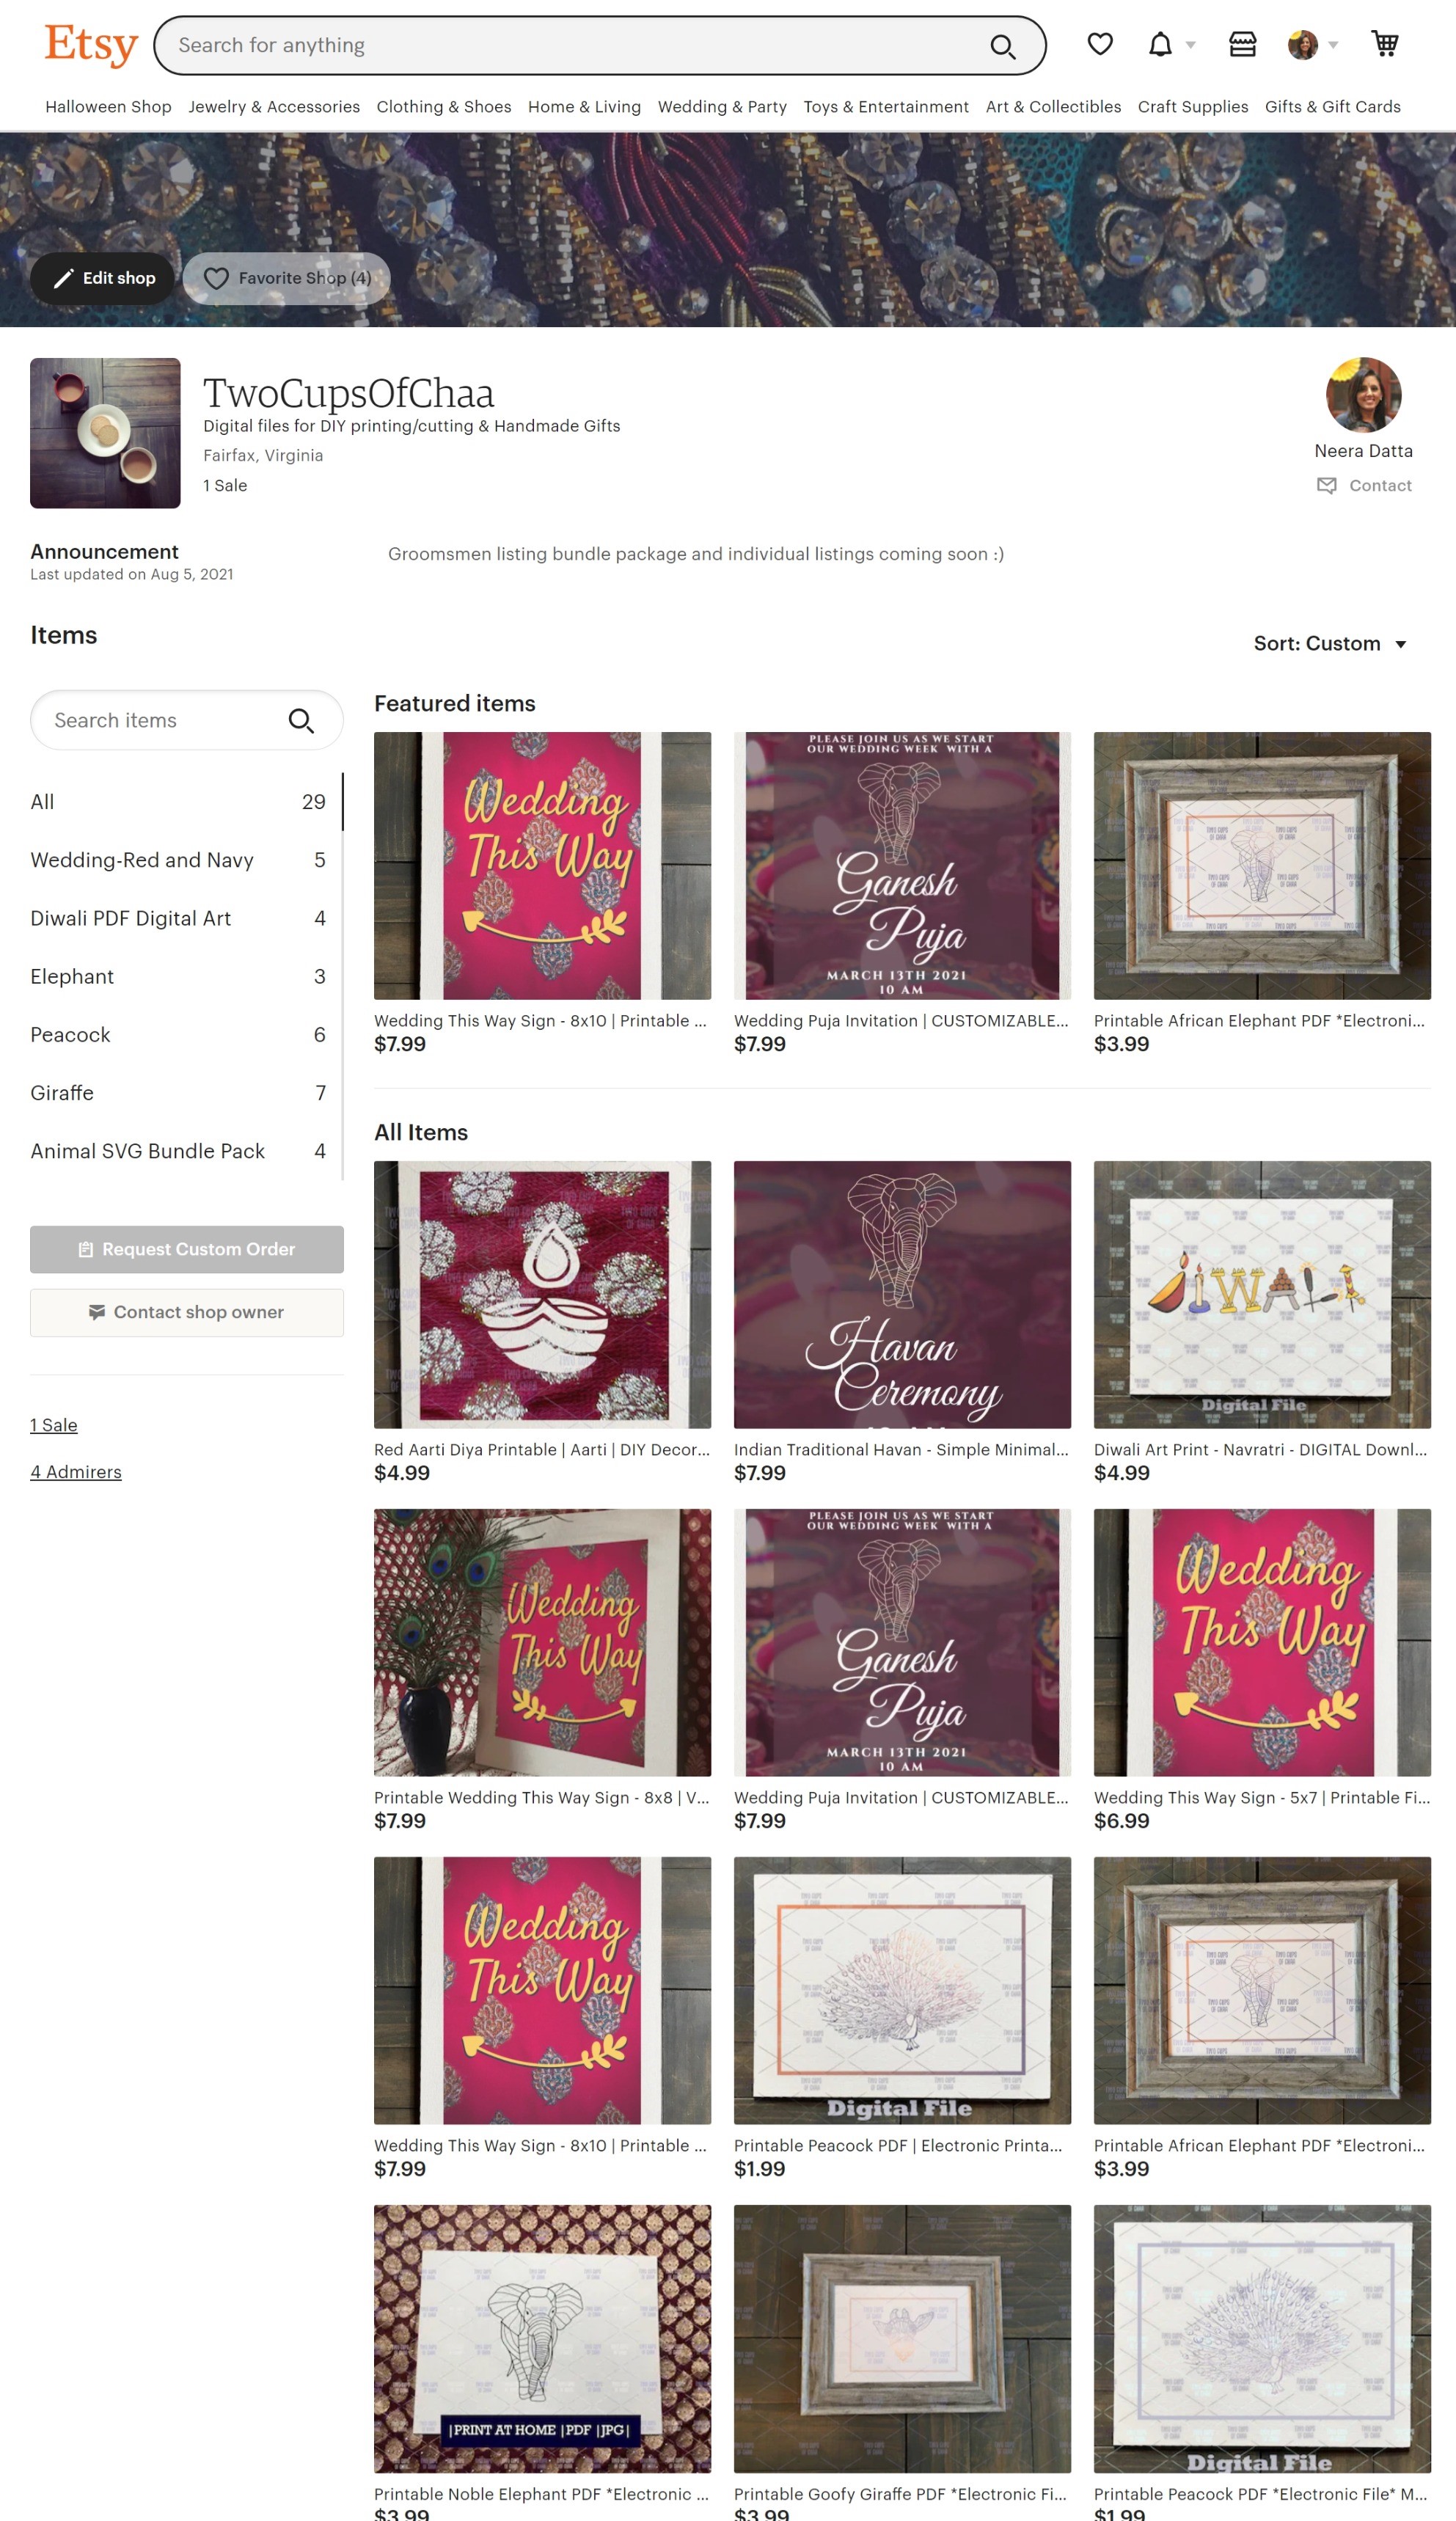 Etsy
Search for anything
Halloween Shop Jewelry & Accessories Clothing & Shoes Home & Living Wedding & Party Toys & Entertainment Art & Collectibles Craft Supplies Gifts & Gift Cards
Edit shop
Favorite Shop (4)
TwoCupsOfChaa
Digital files for DIY printing/cutting & Handmade Gifts
Fairfax, Virginia
1 Sale
Neera Datta
Contact
Announcement
Last updated on Aug 5, 2021
Groomsmen listing bundle package and individual listings coming soon :)
Items
Sort: Custom
Search items
All 29
Wedding-Red and Navy 5
Diwali PDF Digital Art 4
Elephant 3
Peacock 6
Giraffe 7
Animal SVG Bundle Pack 4
Request Custom Order
Contact shop owner
1 Sale
4 Admirers
Featured items
Wedding
This Way
PLEASE JOIN US AS WE START
OUR WEDDING WEEK WITH A
Ganesh
Puja
MARCH 13TH 2021
10 AM
TWO CUPS
OF CHAA
Wedding This Way Sign - 8x10 | Printable ...
$7.99
Wedding Puja Invitation | CUSTOMIZABLE...
$7.99
Printable African Elephant PDF *Electroni...
$3.99
All Items
TWO CUPS
OF CHAA
Havan
Ceremony
DIWALI
Digital File
Red Aarti Diya Printable | Aarti | DIY Decor...
$4.99
Indian Traditional Havan - Simple Minimal...
$7.99
Diwali Art Print - Navratri - DIGITAL Downl...
$4.99
Wedding
This Way
PLEASE JOIN US AS WE START
OUR WEDDING WEEK WITH A
Ganesh
Puja
MARCH 13TH 2021
10 AM
Wedding
This Way
Printable Wedding This Way Sign - 8x8 | V...
$7.99
Wedding Puja Invitation | CUSTOMIZABLE...
$7.99
Wedding This Way Sign - 5x7 | Printable Fi...
$6.99
Wedding
This Way
Digital File
TWO CUPS
OF CHAA
Wedding This Way Sign - 8x10 | Printable ...
$7.99
Printable Peacock PDF | Electronic Printa...
$1.99
Printable African Elephant PDF *Electroni...
$3.99
|PRINT AT HOME |PDF |JPG|
Digital File
Printable Noble Elephant PDF *Electronic ...
$3.99
Printable Goofy Giraffe PDF *Electronic Fi...
$3.99
Printable Peacock PDF *Electronic File* M...
$1.99